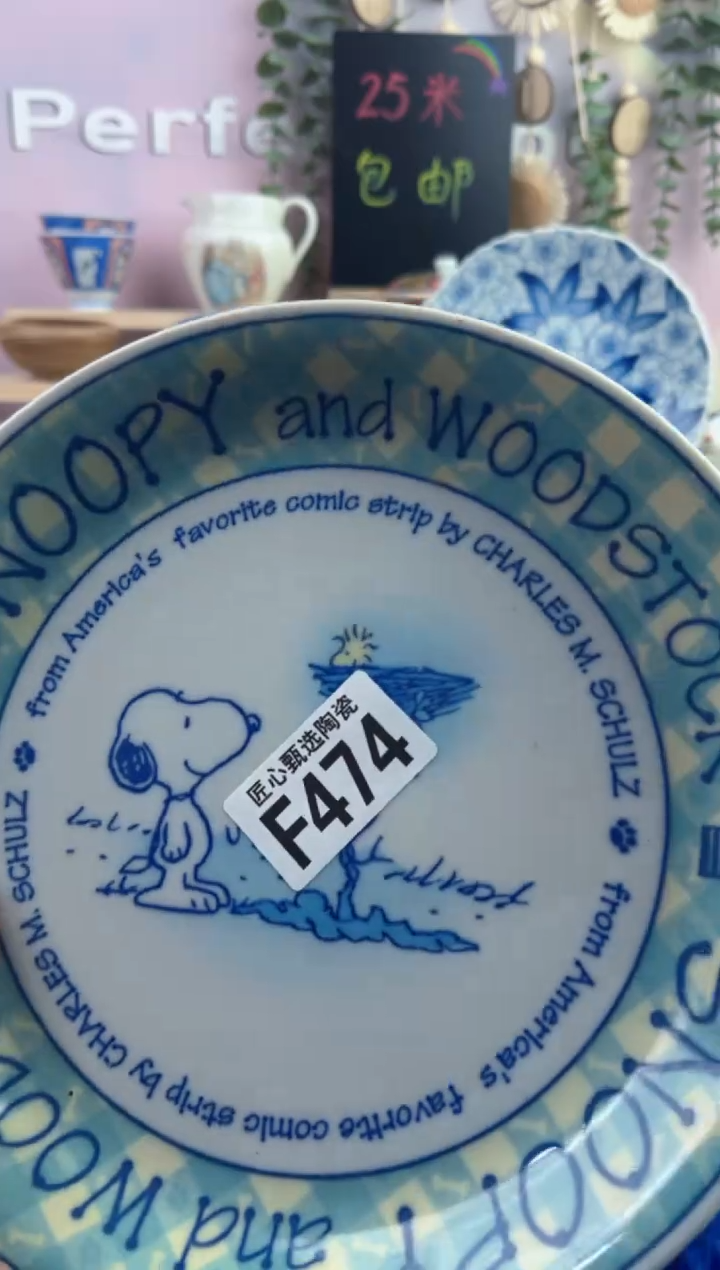 Perfe
25米
包邮
NOOPY and WOODSTOCK
from America's favorite comic strip by CHARLES M. SCHULZ
匠心甄选陶瓷
F474
from America's favorite comic strip by CHARLES M. SCHULZ
SNOOPY and WOOD